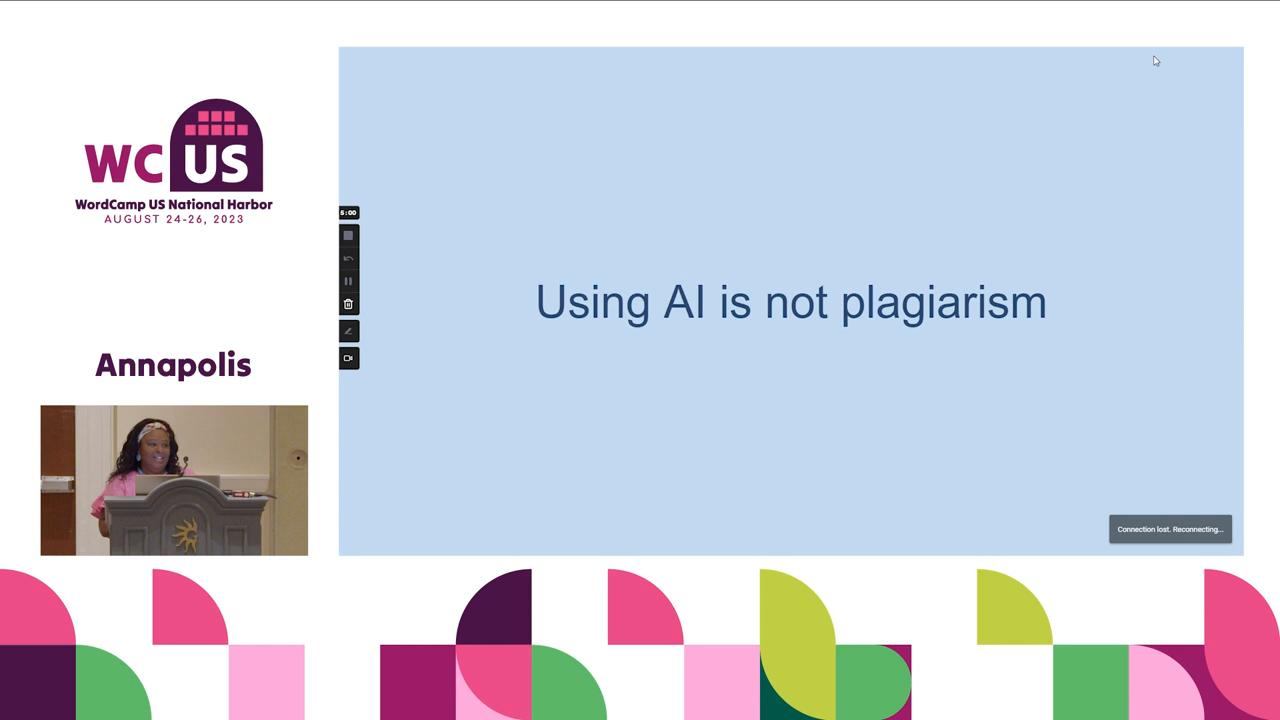 WC US
WordCamp US National Harbor
AUGUST 24-26, 2023
5:00
Using AI is not plagiarism
Annapolis
Connection lost. Reconnecting...